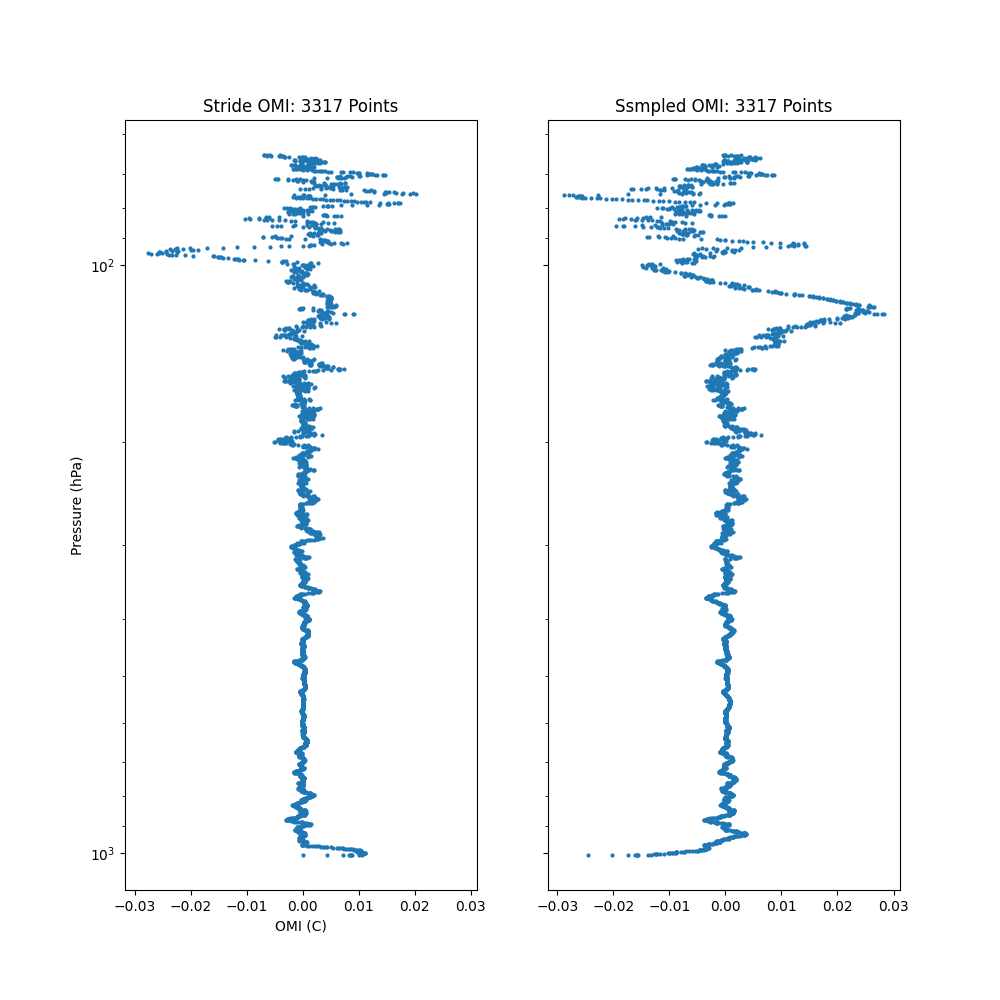 Stride OMI: 3317 Points
Ssmpled OMI: 3317 Points
10²
10³
Pressure (hPa)
−0.03 −0.02 −0.01 0.00 0.01 0.02 0.03
OMI (C)
−0.03 −0.02 −0.01 0.00 0.01 0.02 0.03